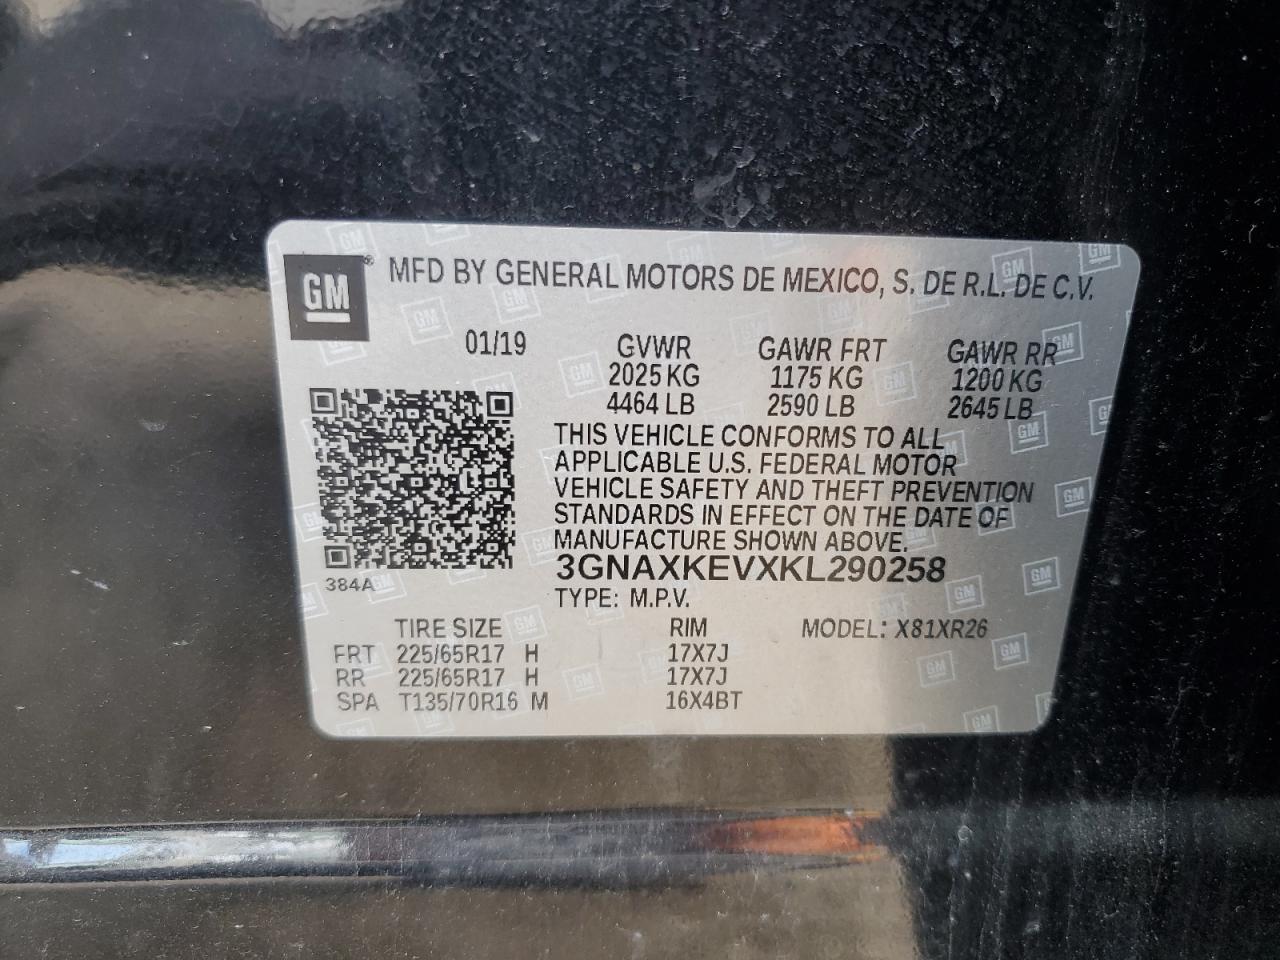 GM® MFD BY GENERAL MOTORS DE MEXICO, S. DE R.L. DE C.V.
01/19 GVWR GAWR FRT GAWR RR
2025 KG 1175 KG 1200 KG
4464 LB 2590 LB 2645 LB
THIS VEHICLE CONFORMS TO ALL
APPLICABLE U.S. FEDERAL MOTOR
VEHICLE SAFETY AND THEFT PREVENTION
STANDARDS IN EFFECT ON THE DATE OF
MANUFACTURE SHOWN ABOVE.
3GNAXKEVXKL290258
384A
TYPE: M.P.V.
TIRE SIZE RIM MODEL: X81XR26
FRT 225/65R17 H 17X7J
RR 225/65R17 H 17X7J
SPA T135/70R16 M 16X4BT